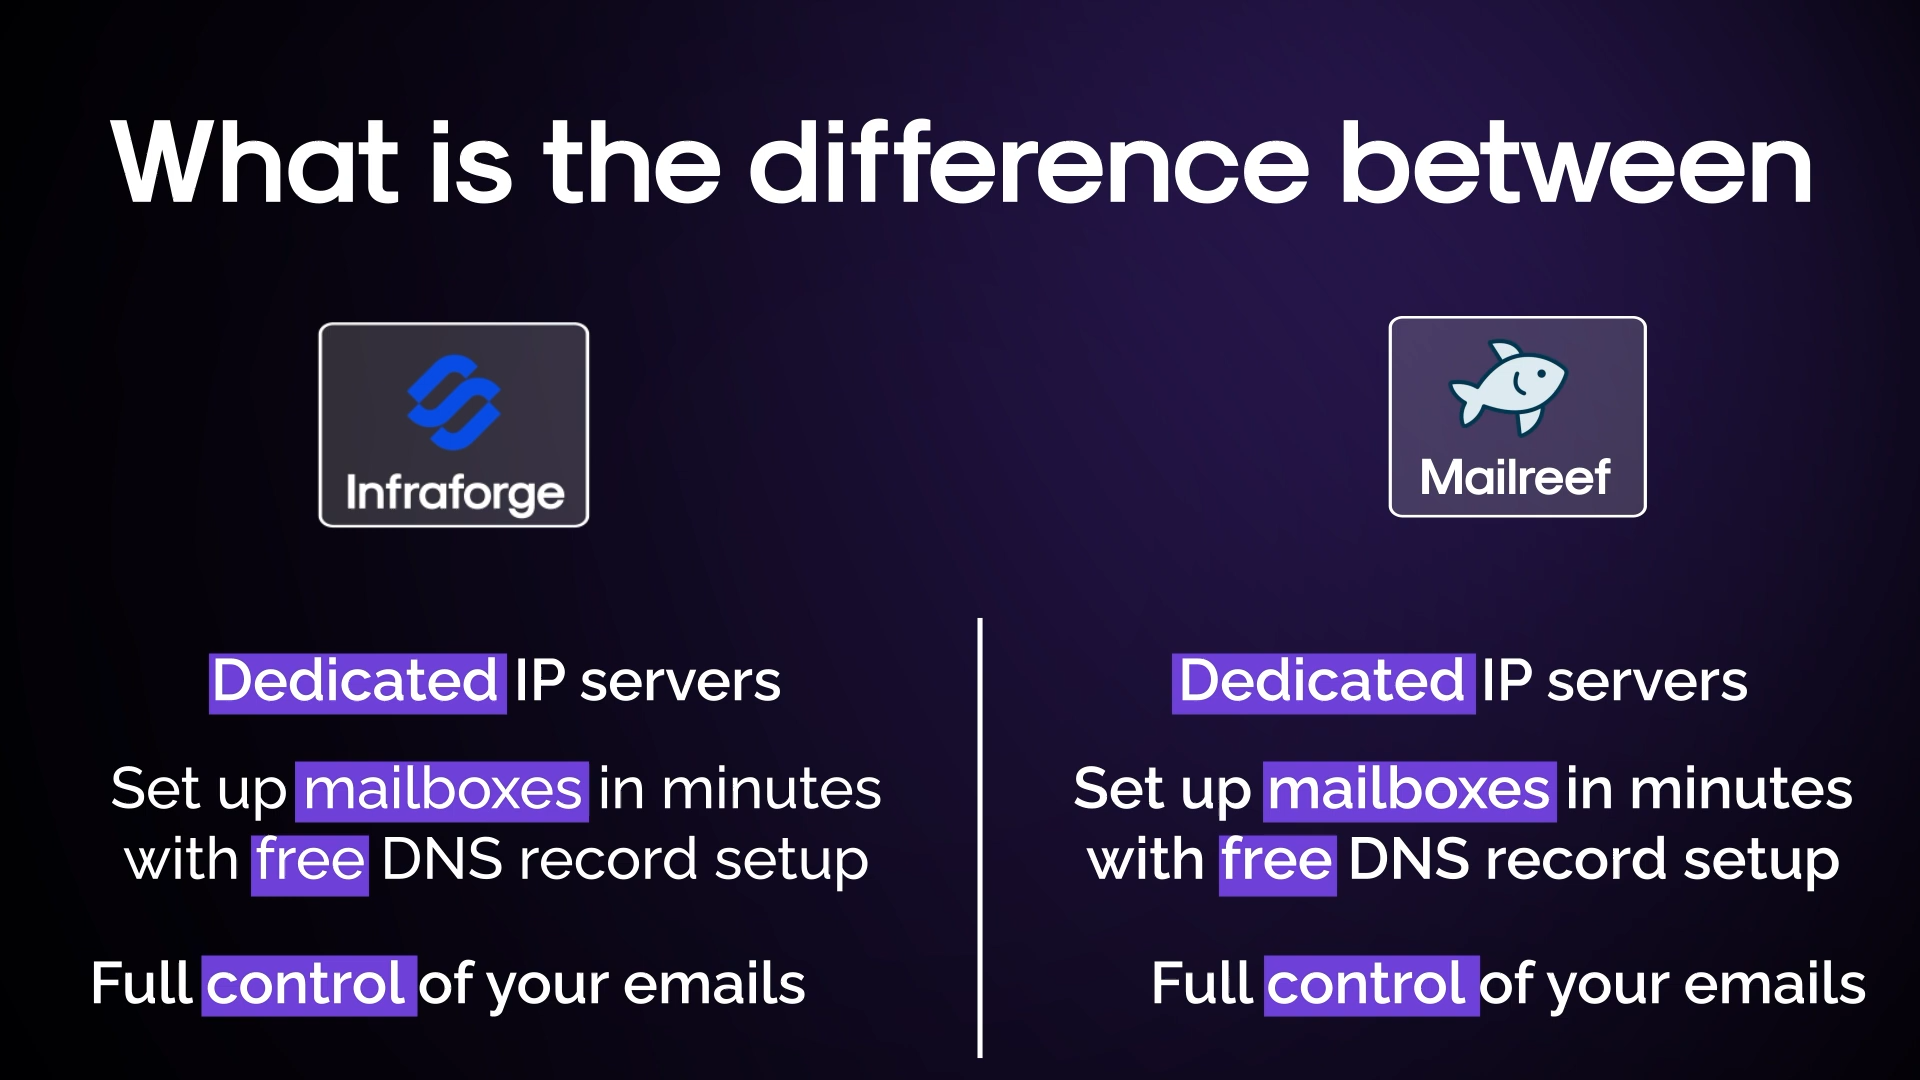 What is the difference between
Infraforge
Mailreef
Dedicated IP servers
Set up mailboxes in minutes
with free DNS record setup
Full control of your emails
Dedicated IP servers
Set up mailboxes in minutes
with free DNS record setup
Full control of your emails